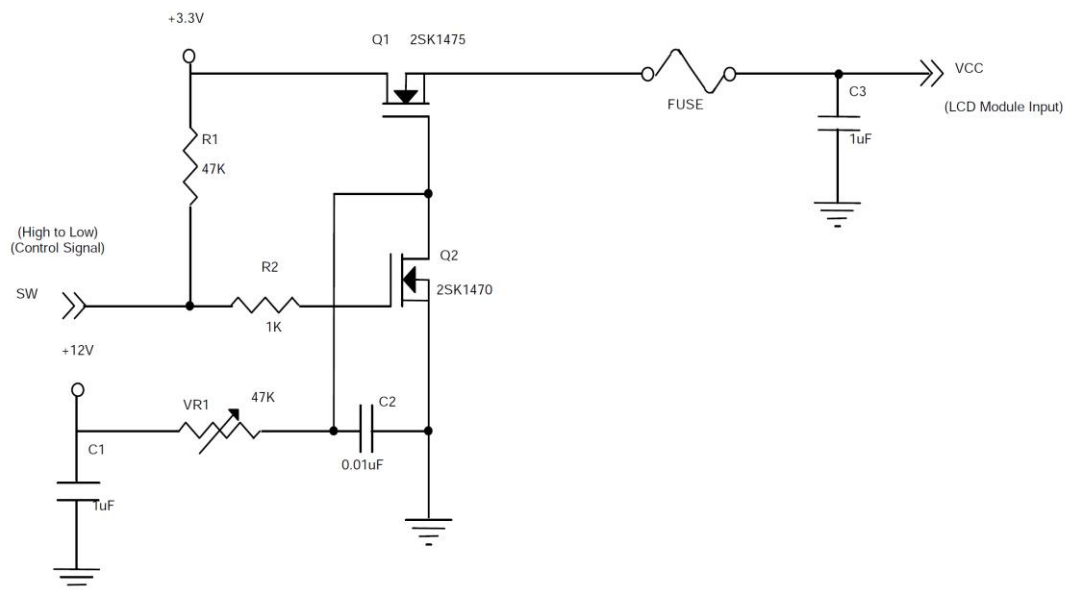 +3.3V
Q1 2SK1475
VCC
FUSE
C3
(LCD Module Input)
1uF
R1
47K
(High to Low)
(Control Signal)
Q2
R2
SW
2SK1470
1K
+12V
VR1
47K
C2
C1
0.01uF
1uF